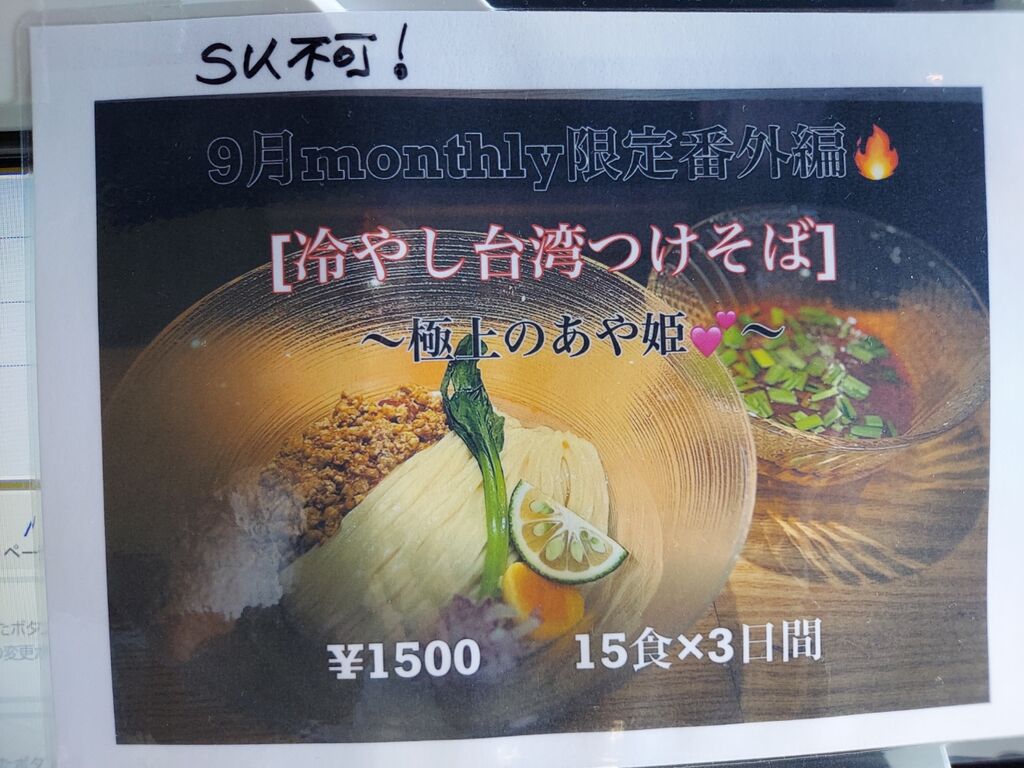 SK不可!
9月monthly限定番外編🔥
[冷やし台湾つけそば]
~極上のあや姫💕~
¥1500
15食×3日間